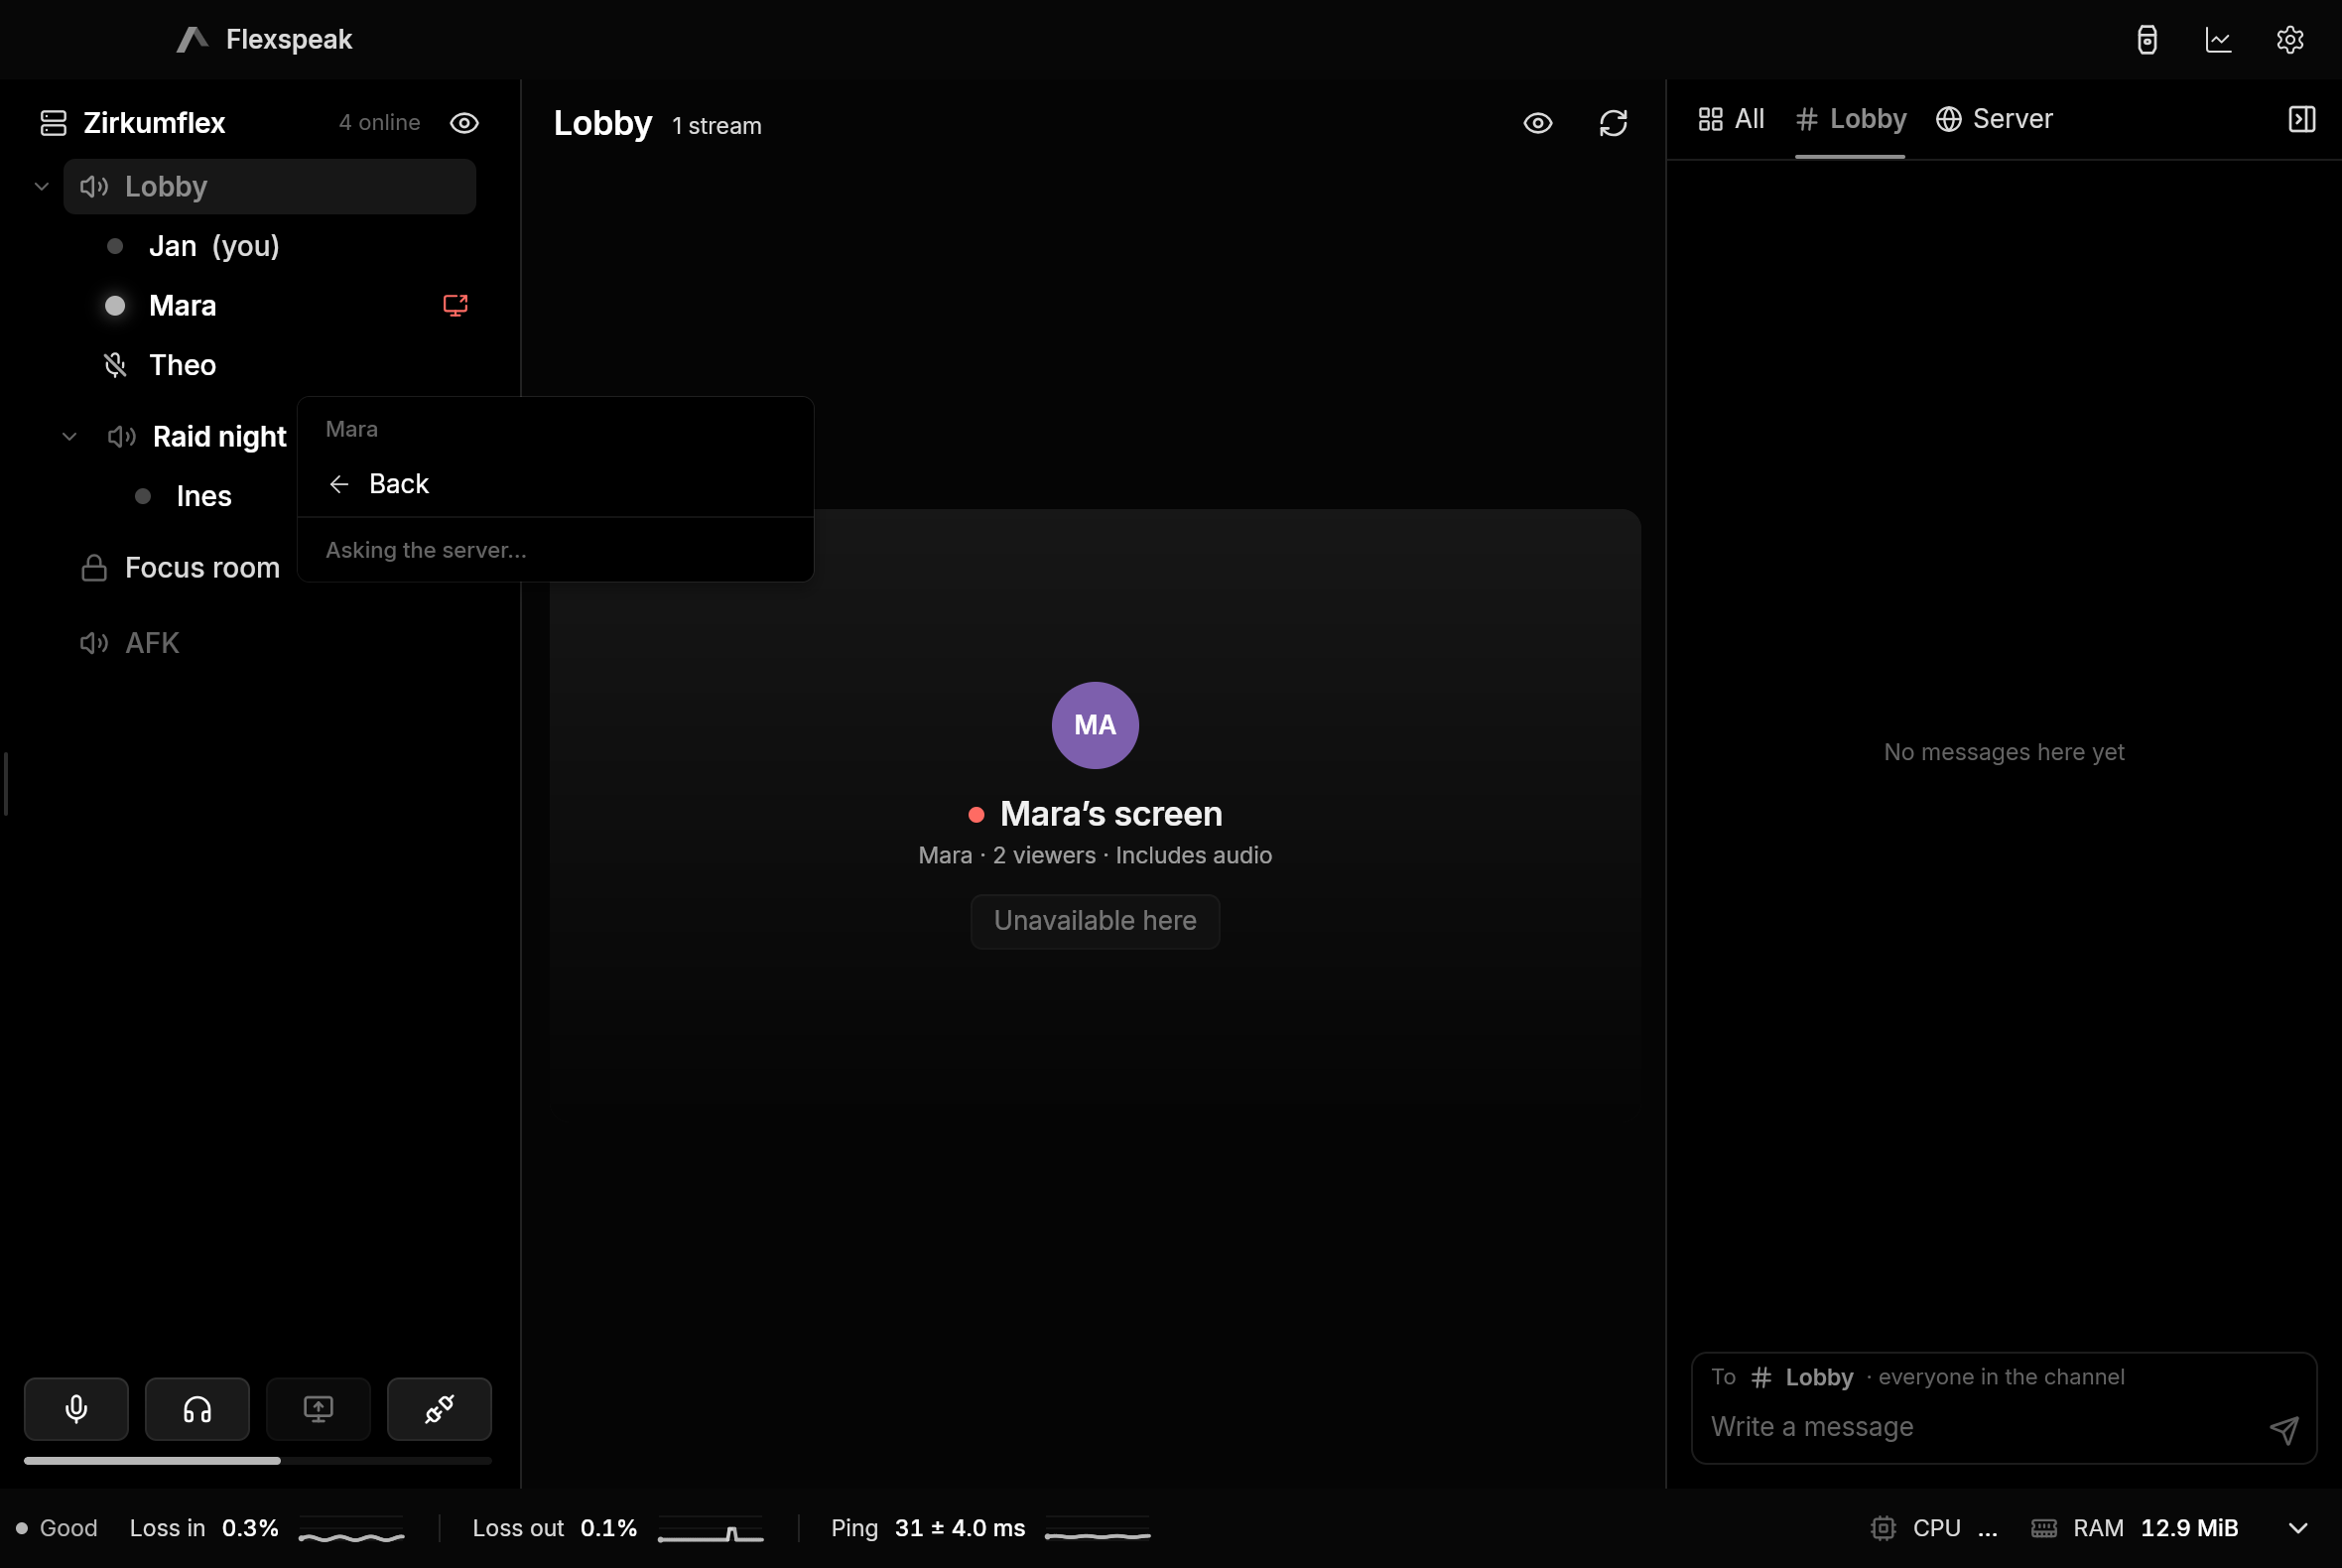 Flexspeak
Zirkumflex 4 online
Lobby
Jan (you)
Mara
Theo
Raid night
Ines
Focus room
AFK
Mara
Back
Asking the server...
Lobby 1 stream
MA
Mara’s screen
Mara · 2 viewers · Includes audio
Unavailable here
All # Lobby Server
No messages here yet
To # Lobby · everyone in the channel
Write a message
Good Loss in 0.3% Loss out 0.1% Ping 31 ± 4.0 ms CPU ... RAM 12.9 MiB